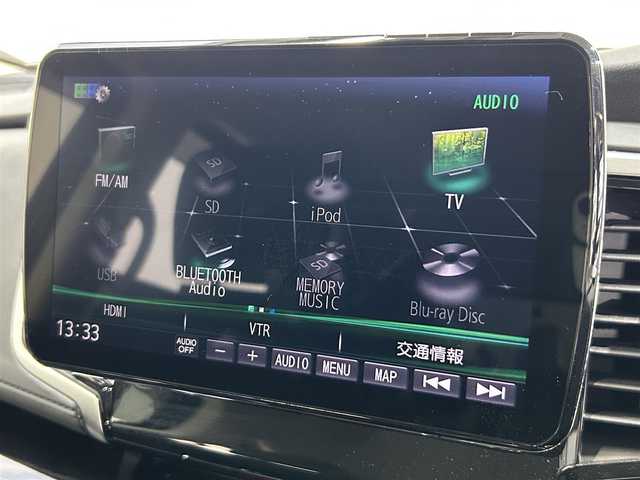 AUDIO
FM/AM
SD
SD
iPod
TV
USB
BLUETOOTH
Audio
SD
MEMORY
MUSIC
Blu-ray Disc
HDMI
VTR
交通情報
13:33
AUDIO
OFF
− + AUDIO MENU MAP